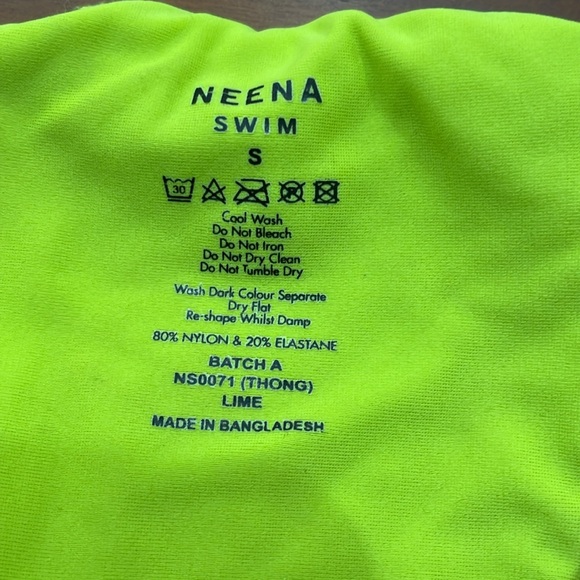 NEENA
SWIM
S
30
Cool Wash
Do Not Bleach
Do Not Iron
Do Not Dry Clean
Do Not Tumble Dry
Wash Dark Colour Separate
Dry Flat
Re-shape Whilst Damp
80% NYLON & 20% ELASTANE
BATCH A
NS0071 (THONG)
LIME
MADE IN BANGLADESH